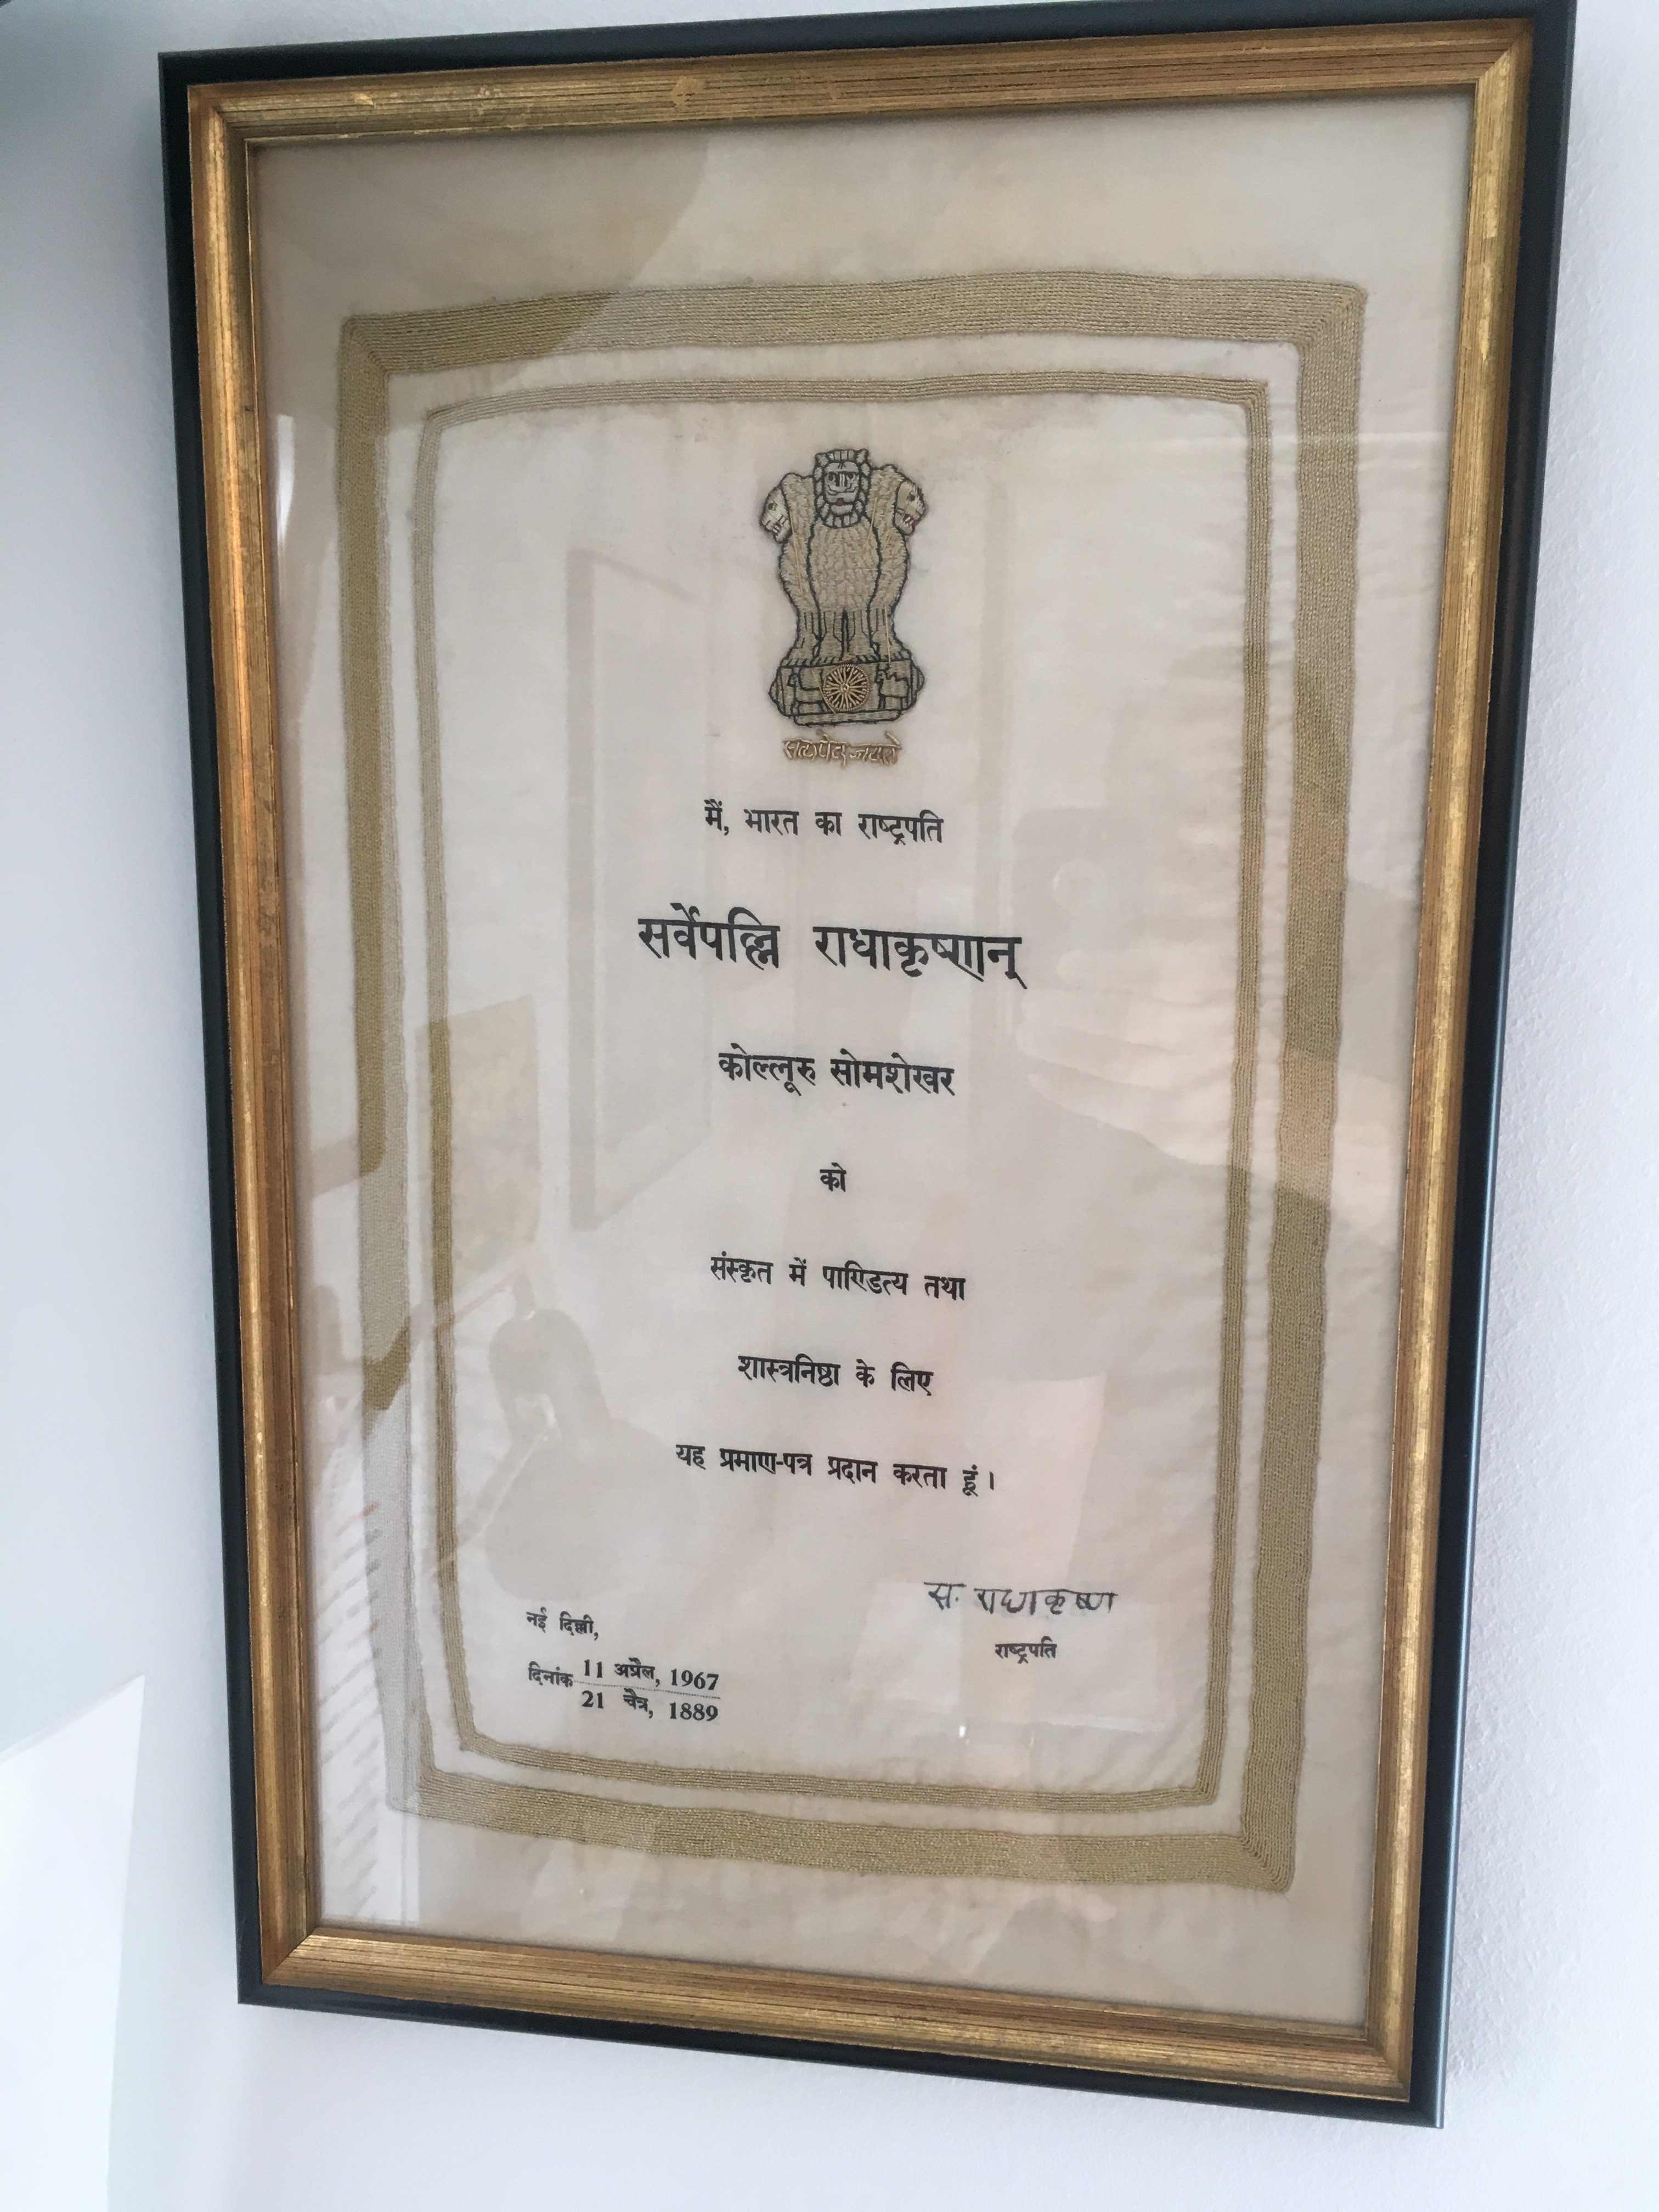 सत्यमेव जयते
मैं, भारत का राष्ट्रपति
सर्वेपल्लि राधाकृष्णन्
कोल्लूरु सोमशेखर
को
संस्कृत में पाण्डित्य तथा
शास्त्रनिष्ठा के लिए
यह प्रमाण-पत्र प्रदान करता हूं।
स. राधाकृष्ण
राष्ट्रपति
नई दिल्ली,
दिनांक 11 अप्रैल, 1967
21 चैत्र, 1889